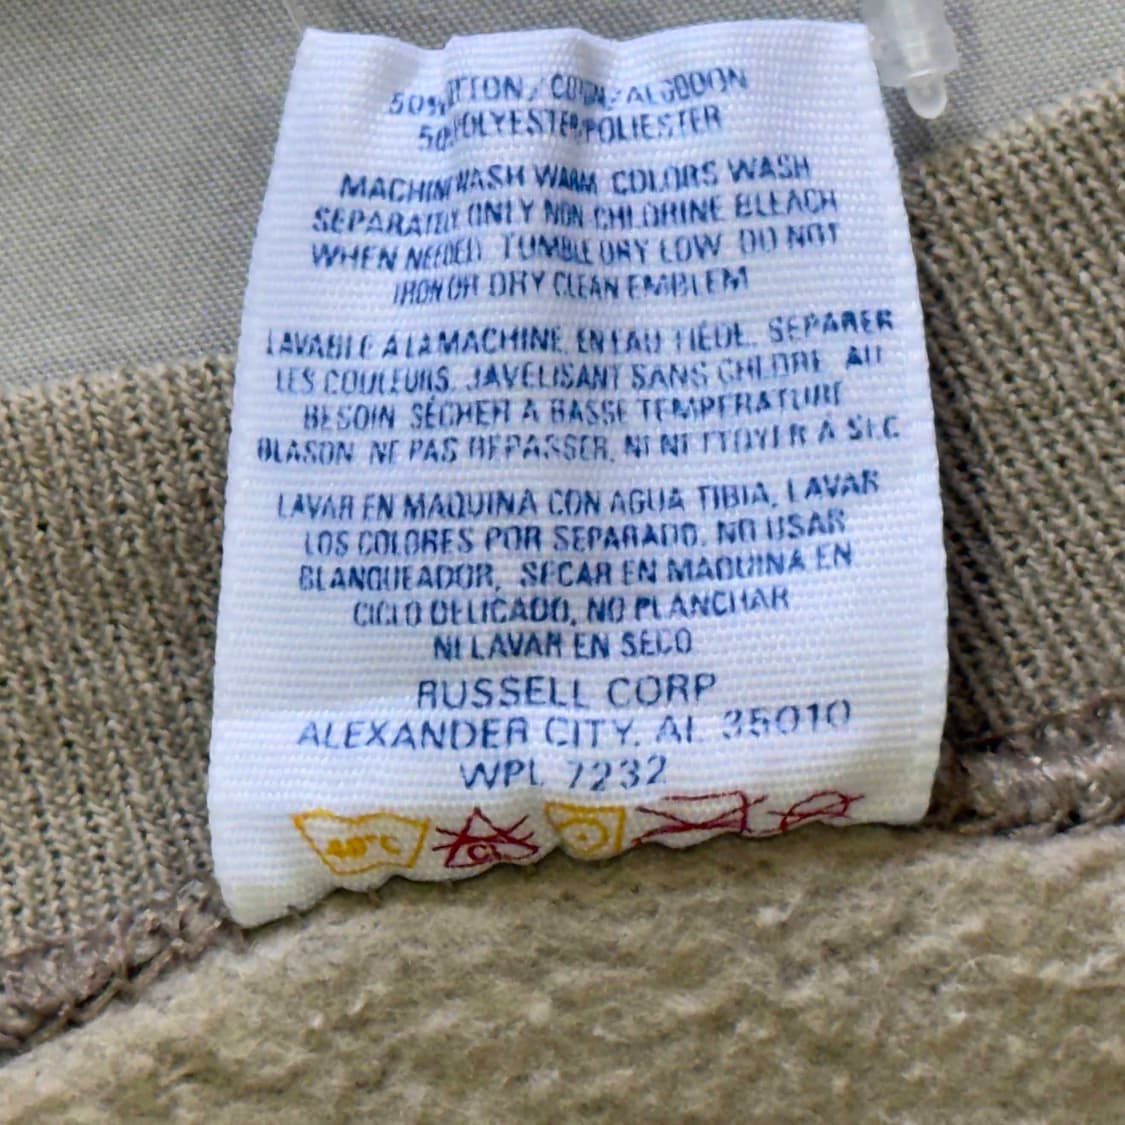 50% COTTON / COTON / ALGODON
50% POLYESTER/POLIESTER
MACHINE WASH WARM COLORS WASH
SEPARATELY ONLY NON CHLORINE BLEACH
WHEN NEEDED. TUMBLE DRY LOW DO NOT
IRON OR DRY CLEAN EMBLEM
LAVABLE A LA MACHINE, EN EAU TIÉDE. SEPARER
LES COULEURS. JAVELISANT SANS CHLORE AU
BESOIN SÉCHER A BASSE TEMPERATURE
BLASON NE PAS REPASSER, NI NETTOYER A SEC
LAVAR EN MAQUINA CON AGUA TIBIA, LAVAR
LOS COLORES POR SEPARADO, NO USAR
BLANQUEADOR, SECAR EN MAQUINA EN
CICLO DELICADO, NO PLANCHAR
NI LAVAR EN SECO
RUSSELL CORP
ALEXANDER CITY, AL 35010
WPL 7232
40°C CL